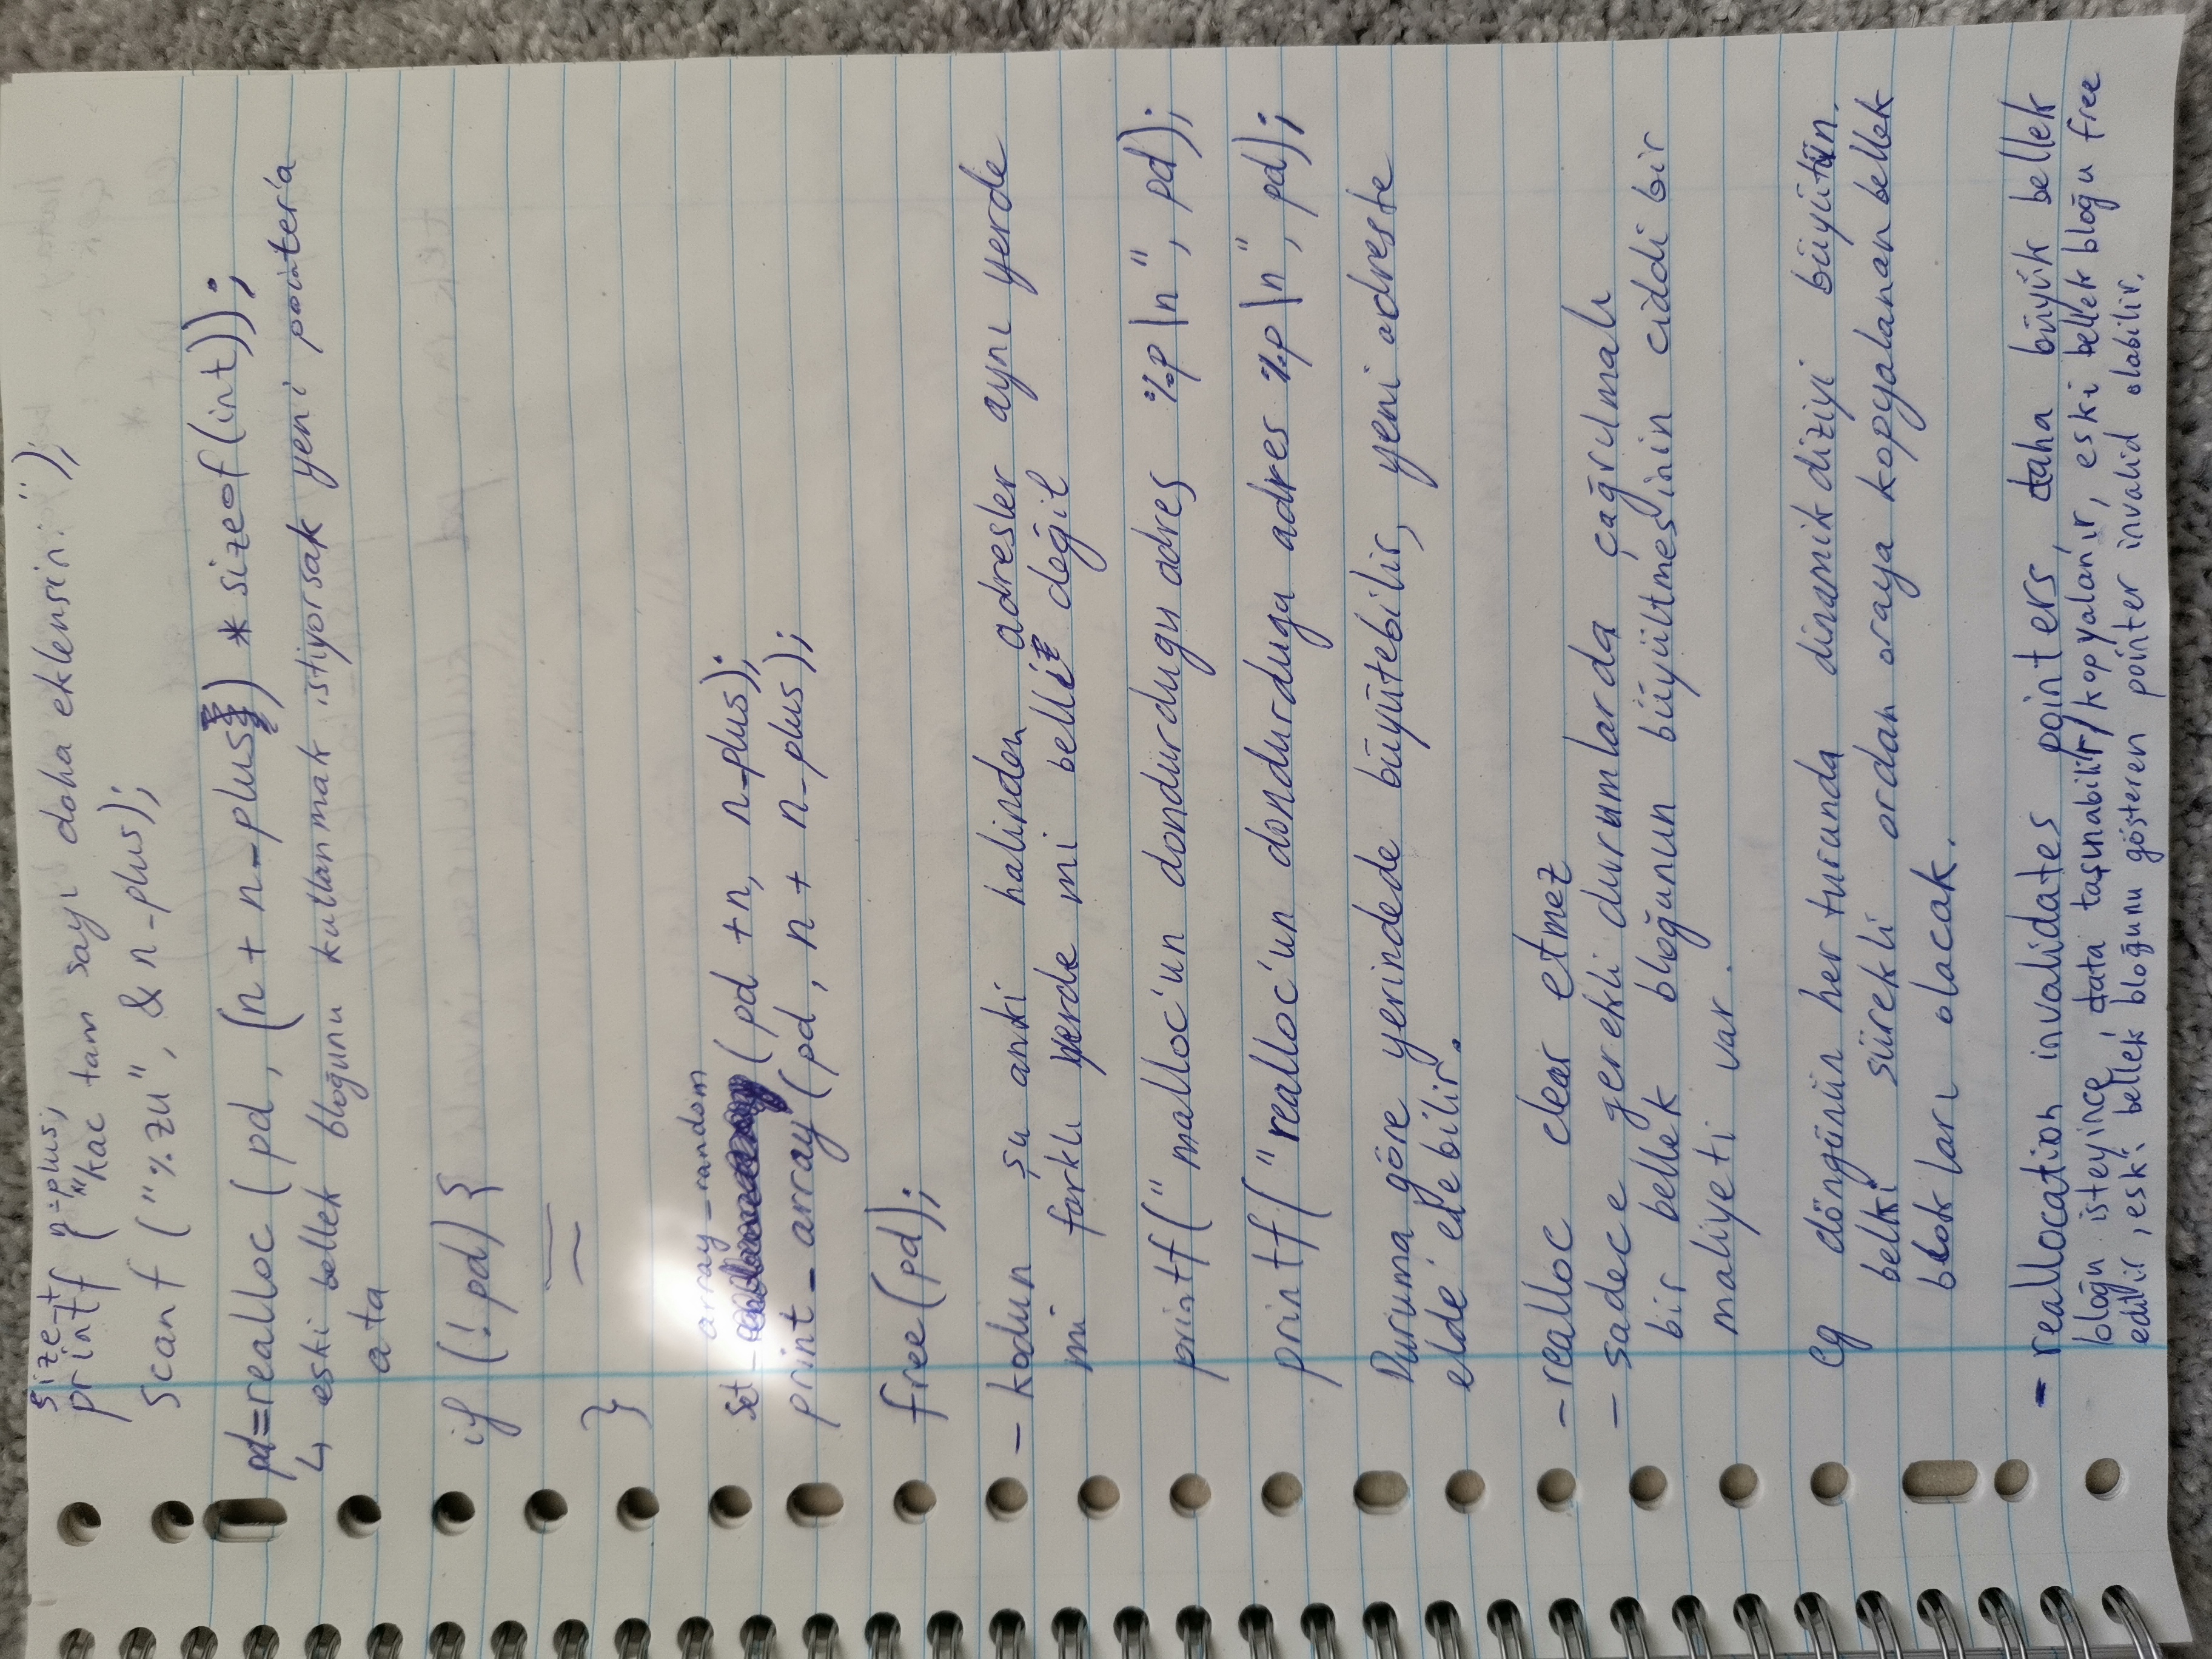 size_t n_plus;
printf ("kac tam sayı daha eklensin: ");
scanf ("%zu", &n_plus);
pd=realloc (pd, (n + n_plus) * sizeof(int));
↳ eski bellek bloğunu kullanmak istiyorsak yeni pointer'a
ata
if (!pd) {
}
array_random
set_ (pd +n, n_plus);
print_array (pd, n + n_plus);
free(pd);
- kodun şu anki halinden adresler aynı yerde
mi farklı yerde mi belli değil
printf("malloc'un dondurdugu adres %p\n", pd);
printf("realloc'un dondurdugu adres %p\n", pd);
Duruma göre yerindede büyütebilir, yeni adreste
elde edebilir.
- realloc clear etmez
- sadece gerekli durumlarda çağrılmalı
bir bellek bloğunun büyültmesinin ciddi bir
maliyeti var.
eg döngünün her turunda dinamik diziyi büyütün.
belki sürekli ordan oraya kopyalanan bellek
blokları olacak.
- reallocation invalidates pointers, daha büyük bellek
bloğu isteyince, data taşınabilir/kopyalanır, eski bellek bloğu free
edilir, eski bellek bloğunu gösteren pointer invalid olabilir.